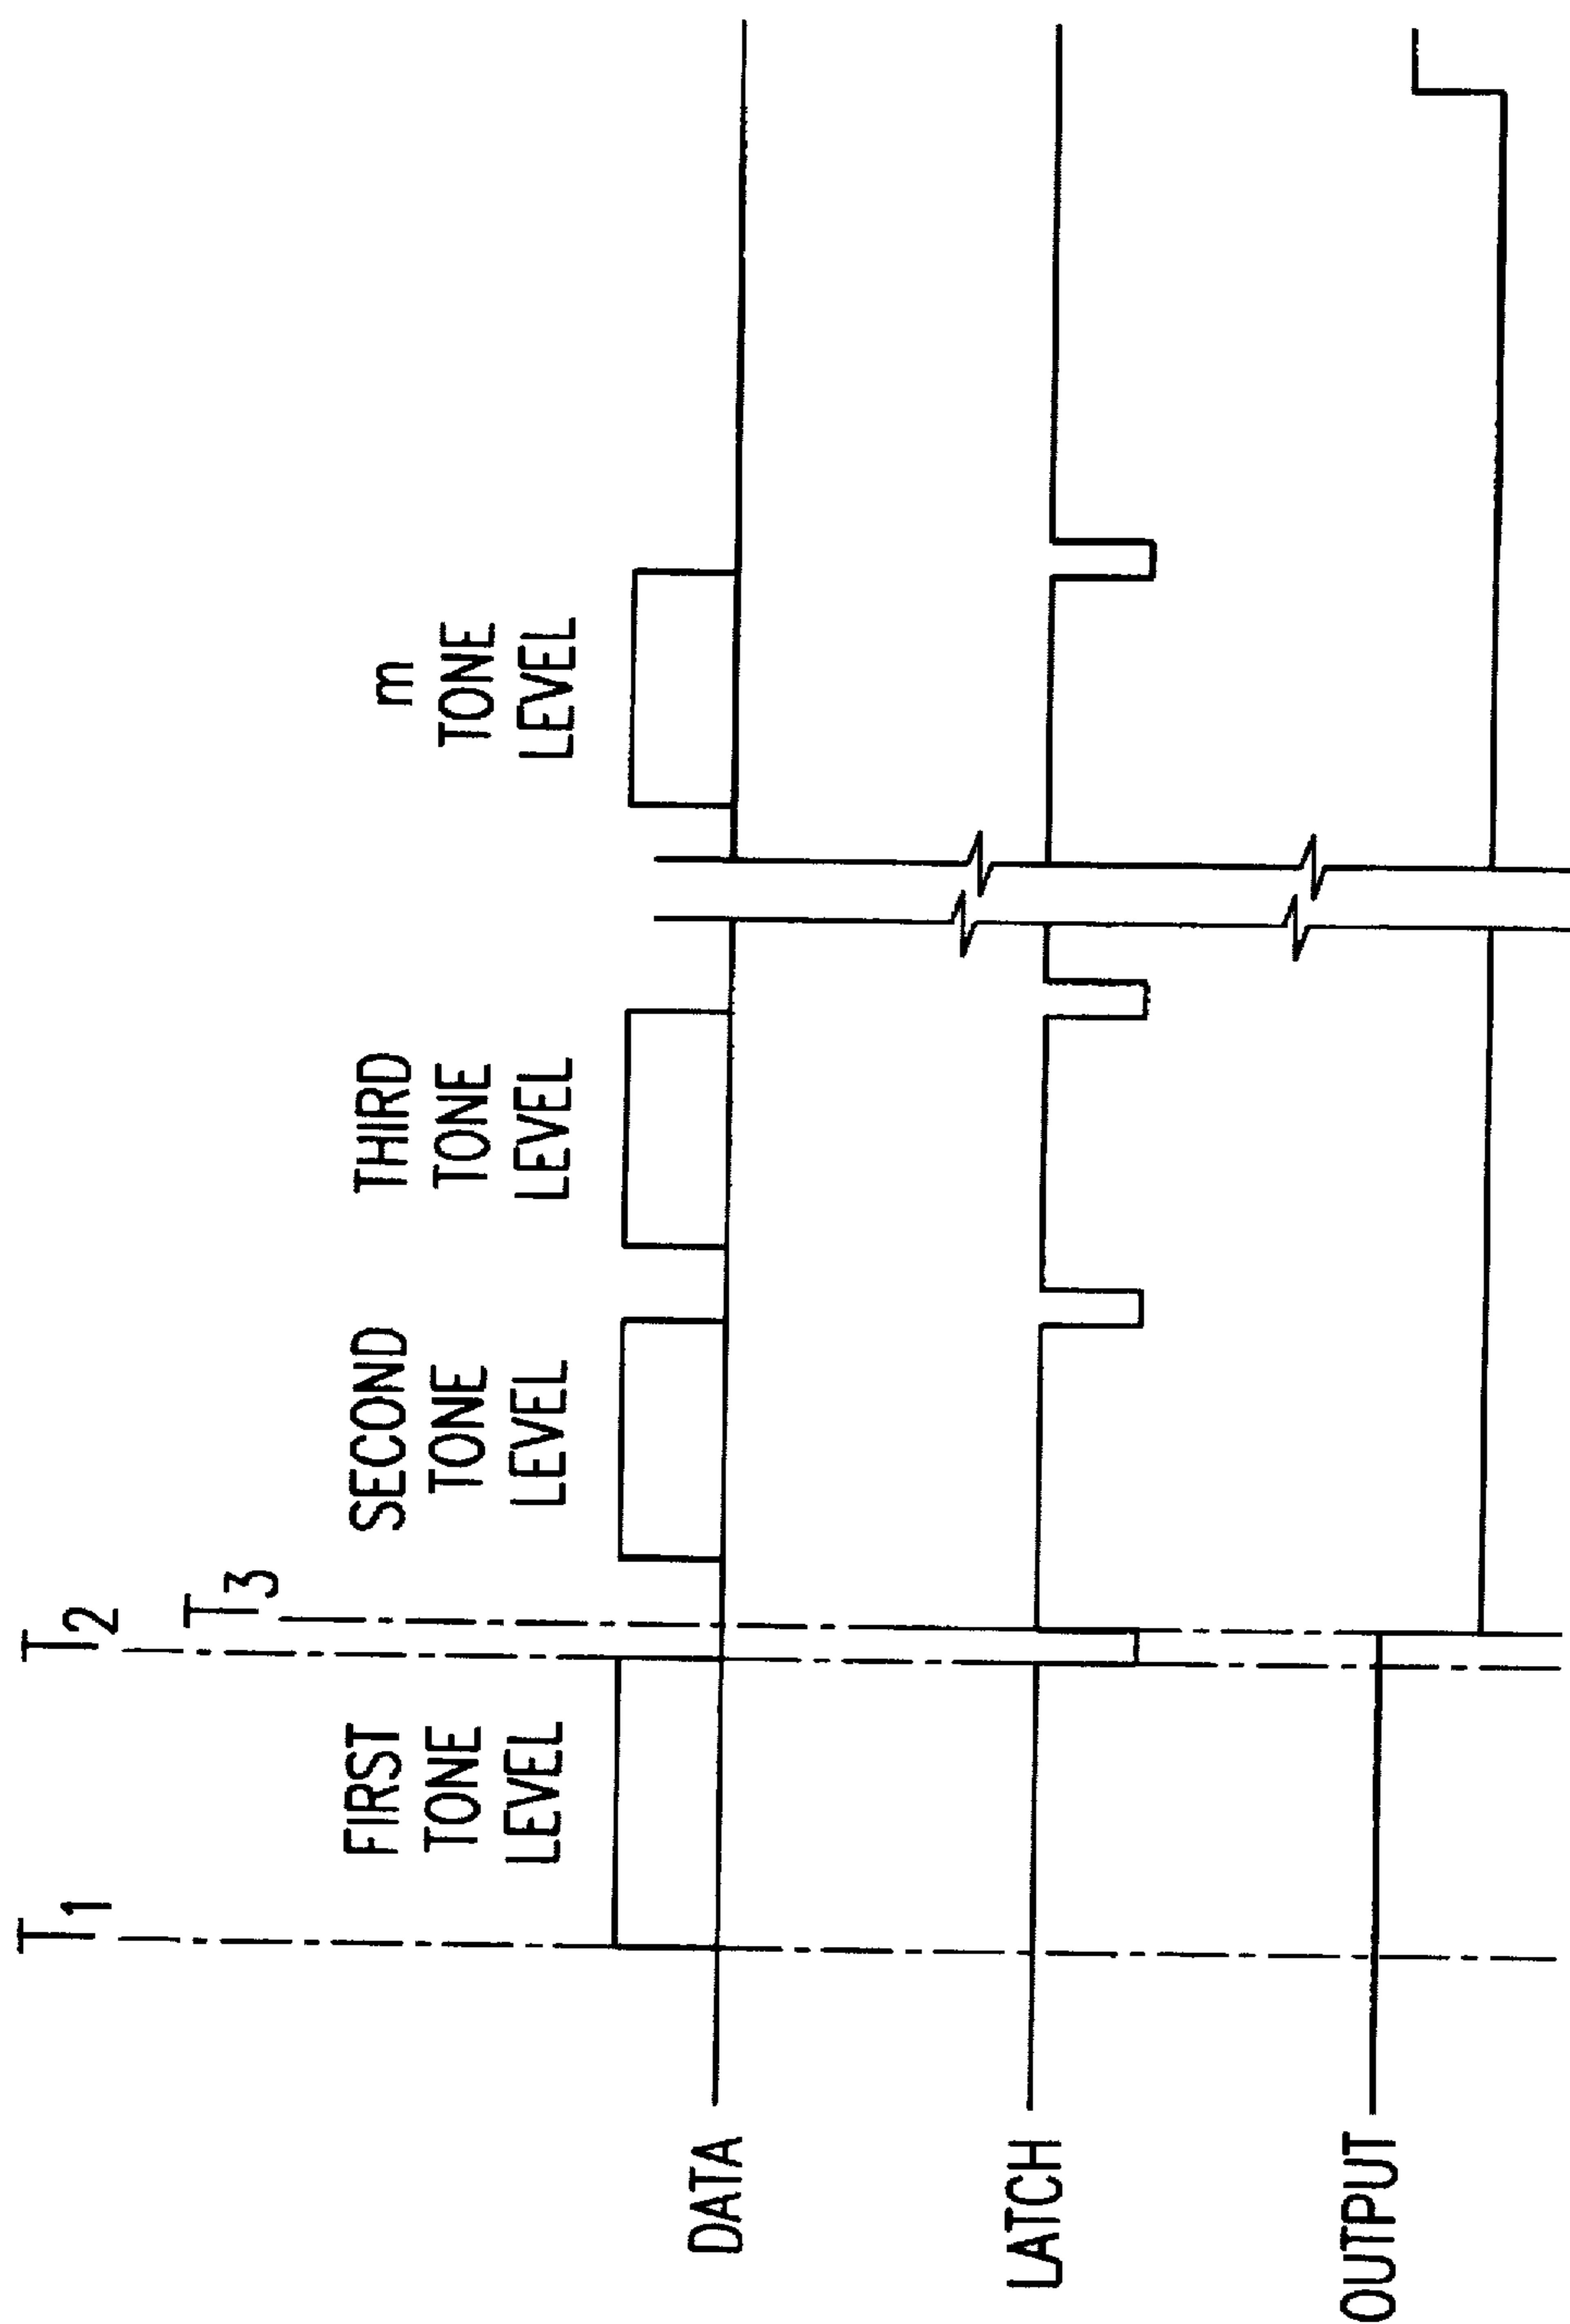 T1
T2
T3
FIRST
TONE
LEVEL
SECOND
TONE
LEVEL
THIRD
TONE
LEVEL
m
TONE
LEVEL
DATA
LATCH
OUTPUT